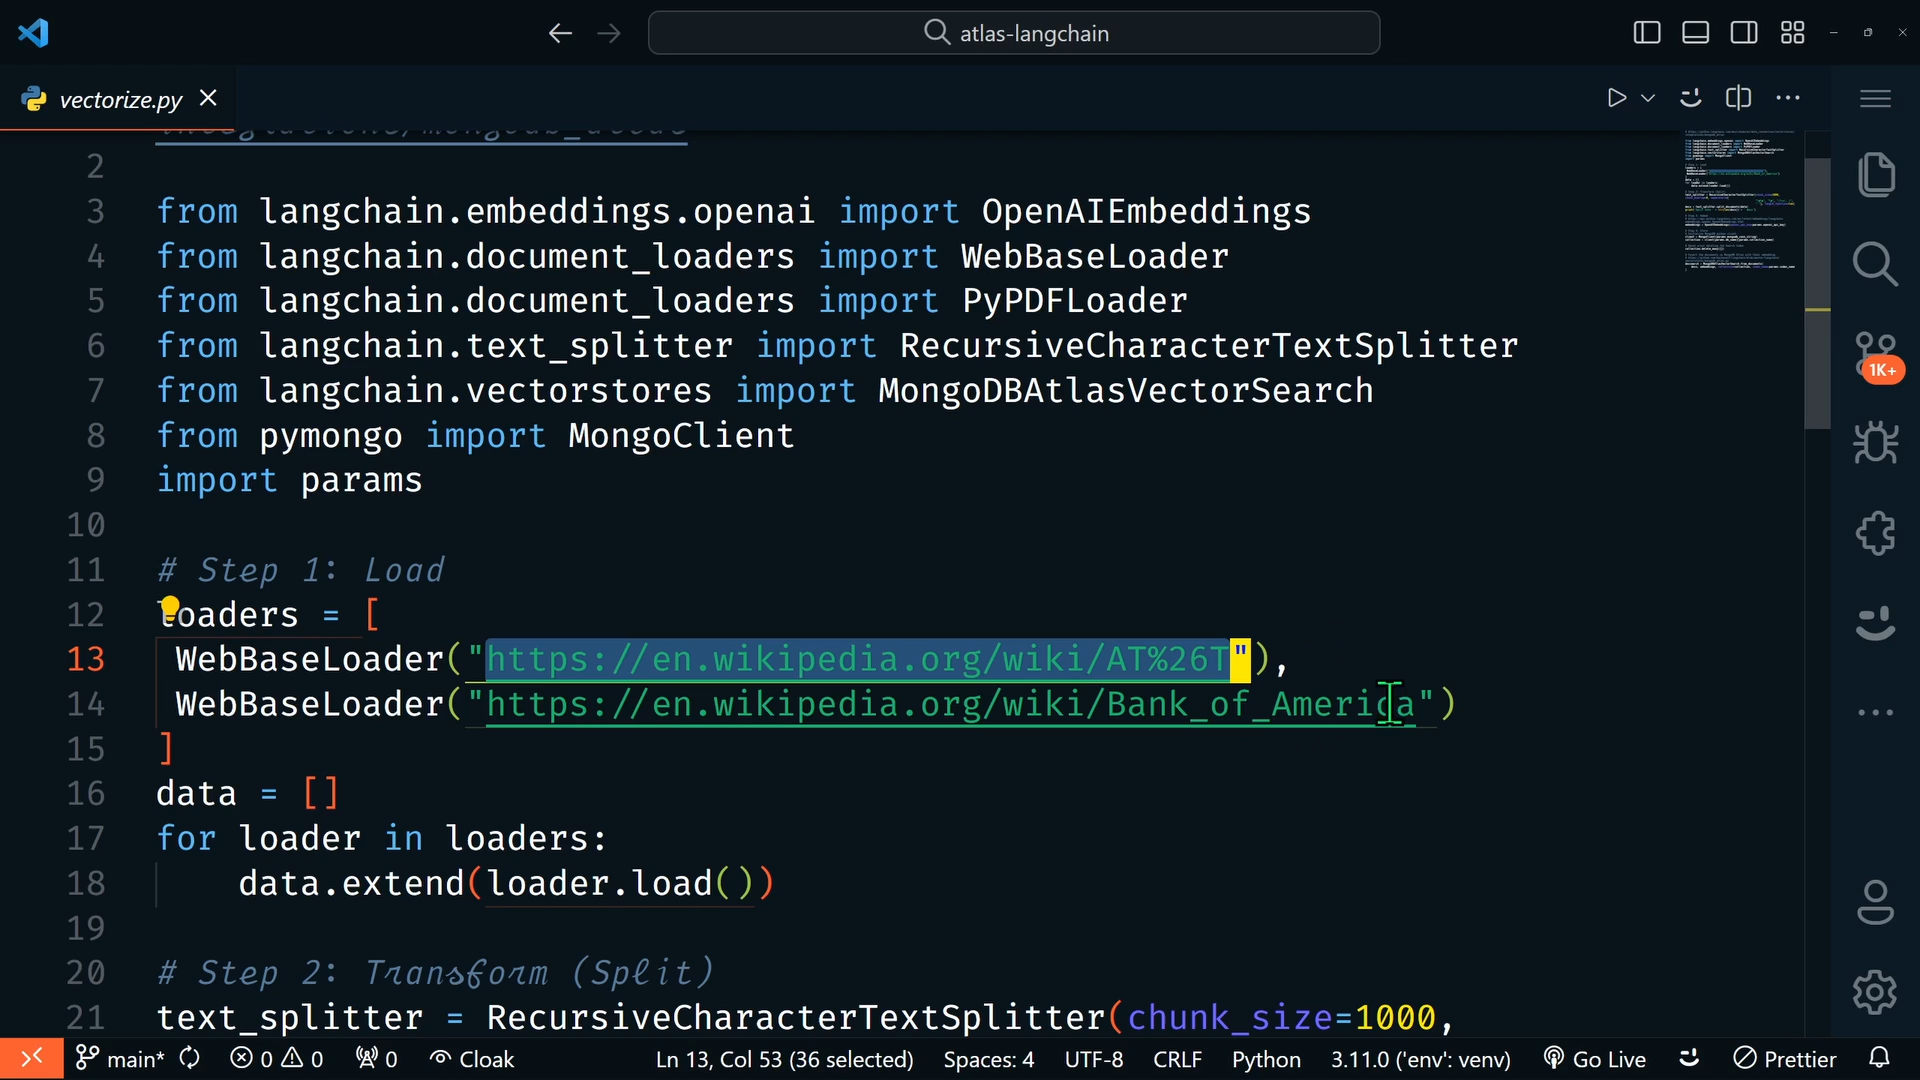 atlas-langchain
vectorize.py
2
3 from langchain.embeddings.openai import OpenAIEmbeddings
4 from langchain.document_loaders import WebBaseLoader
5 from langchain.document_loaders import PyPDFLoader
6 from langchain.text_splitter import RecursiveCharacterTextSplitter
7 from langchain.vectorstores import MongoDBAtlasVectorSearch
8 from pymongo import MongoClient
9 import params
10
11 # Step 1: Load
12 loaders = [
13 WebBaseLoader("https://en.wikipedia.org/wiki/AT%26T"),
14 WebBaseLoader("https://en.wikipedia.org/wiki/Bank_of_America")
15 ]
16 data = []
17 for loader in loaders:
18 data.extend(loader.load())
19
20 # Step 2: Transform (Split)
21 text_splitter = RecursiveCharacterTextSplitter(chunk_size=1000,
1K+
main* 0 0 0 Cloak Ln 13, Col 53 (36 selected) Spaces: 4 UTF-8 CRLF Python 3.11.0 ('env': venv) Go Live Prettier